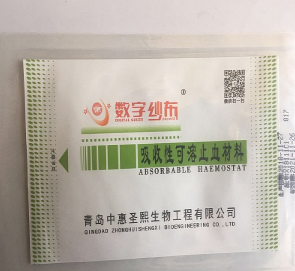 数字纱布
®
吸收性可溶止血材料
ABSORBABLE HAEMOSTAT
青岛中惠圣熙生物工程有限公司
QINGDAO ZHONGHUISHENGXI BIOENGINEERING CO.,LTD